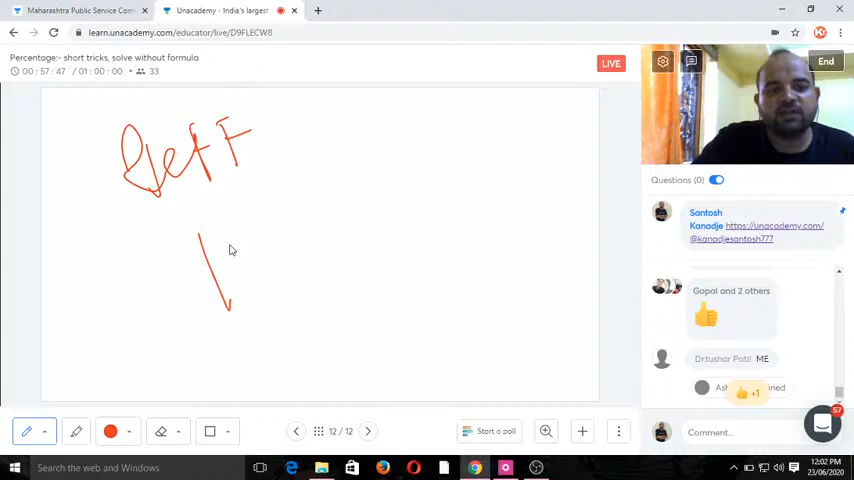 Maharashtra Public Service Com
Unacademy - India's largest
learn.unacademy.com/educator/live/D9FLECW8
Percentage:- short tricks, solve without formula
00 : 57 : 47 / 01 : 00 : 00 • 33
LIVE
End
Questions (0)
Santosh
Kanadje https://unacademy.com/
@kanadjesantosh777
Gopal and 2 others
Dr.tushar Patil ME
+1
57
12 / 12
Start a poll
Comment...
Search the web and Windows
12:02 PM
23/06/2020